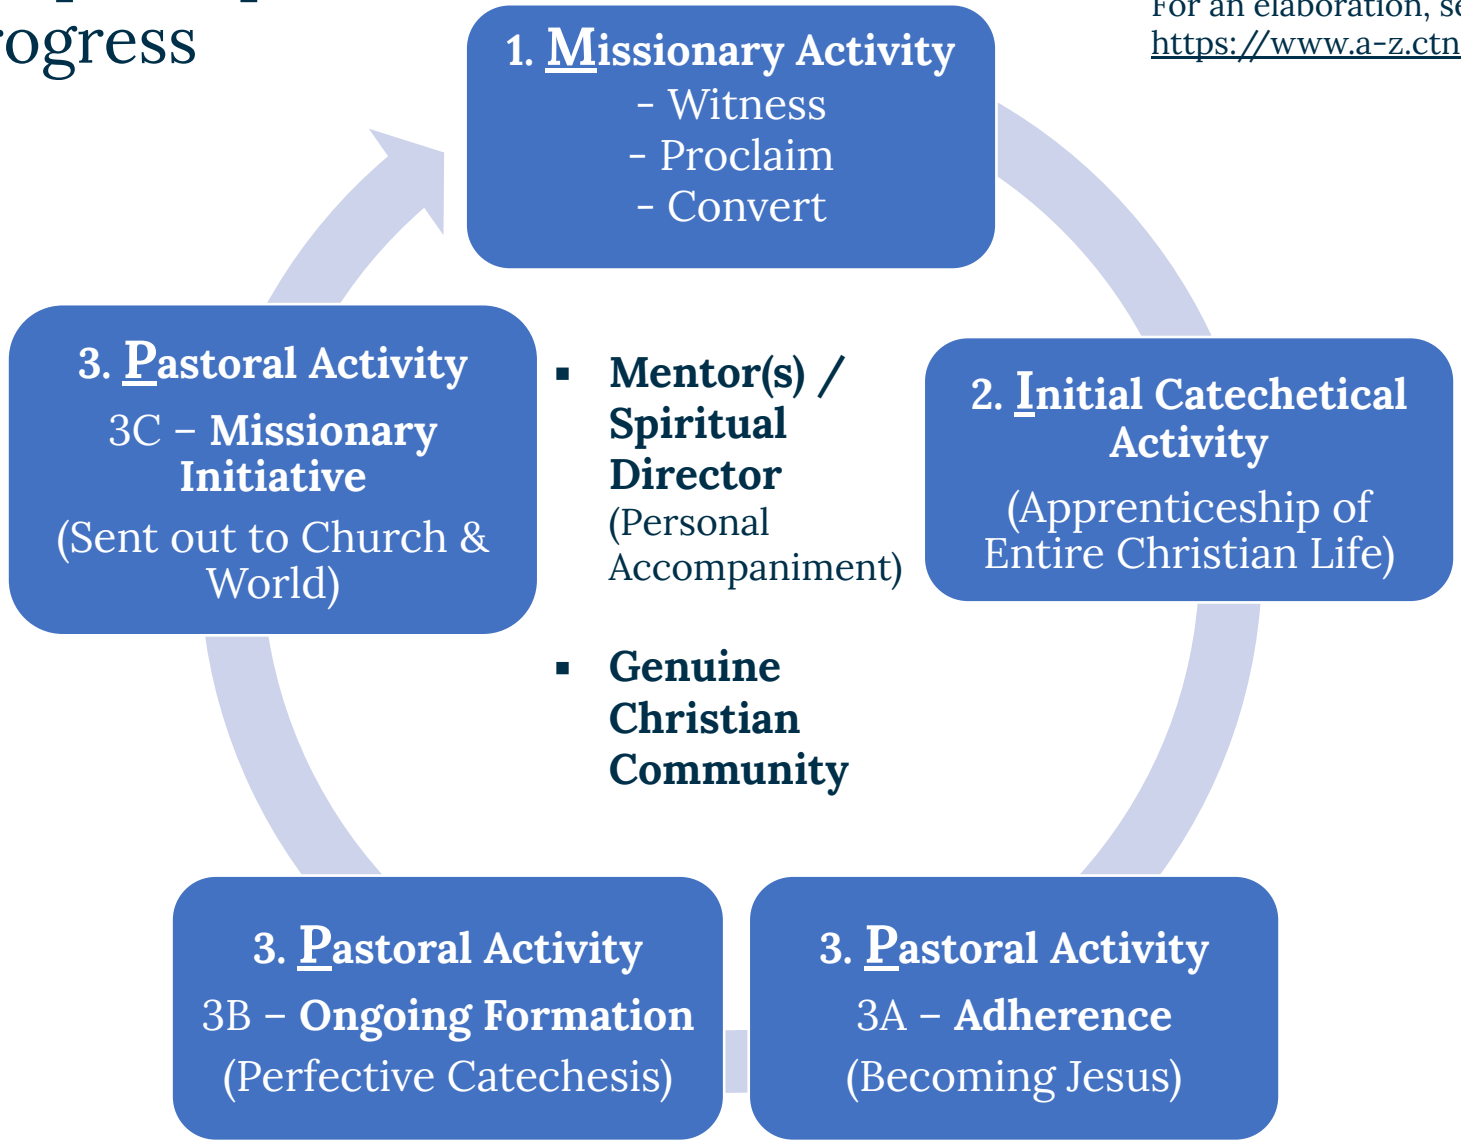 rogress
For an elaboration, se
https://www.a-z.ctn
1. Missionary Activity
- Witness
- Proclaim
- Convert
2. Initial Catechetical
Activity
(Apprenticeship of
Entire Christian Life)
3. Pastoral Activity
3A – Adherence
(Becoming Jesus)
3. Pastoral Activity
3B – Ongoing Formation
(Perfective Catechesis)
3. Pastoral Activity
3C – Missionary
Initiative
(Sent out to Church &
World)
▪ Mentor(s) /
Spiritual
Director
(Personal
Accompaniment)
▪ Genuine
Christian
Community